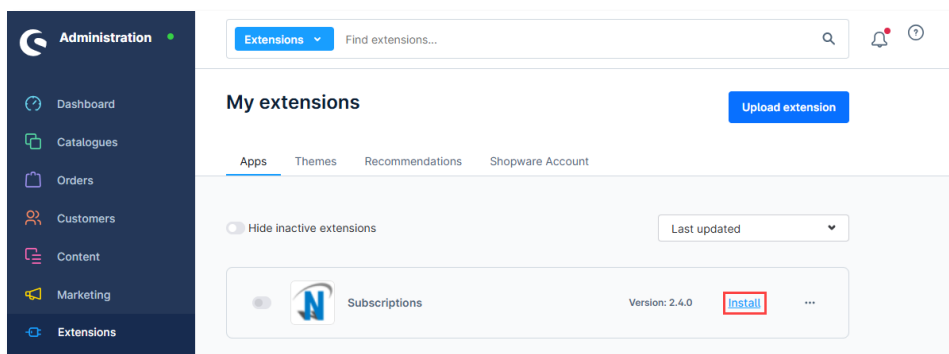 Administration
Extensions
Find extensions...
Dashboard
Catalogues
Orders
Customers
Content
Marketing
Extensions
My extensions
Upload extension
Apps Themes Recommendations Shopware Account
Hide inactive extensions
Last updated
Subscriptions
Version: 2.4.0
Install